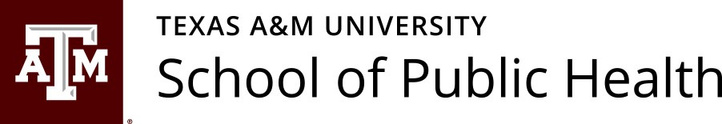 ATM
®
TEXAS A&M UNIVERSITY
School of Public Health